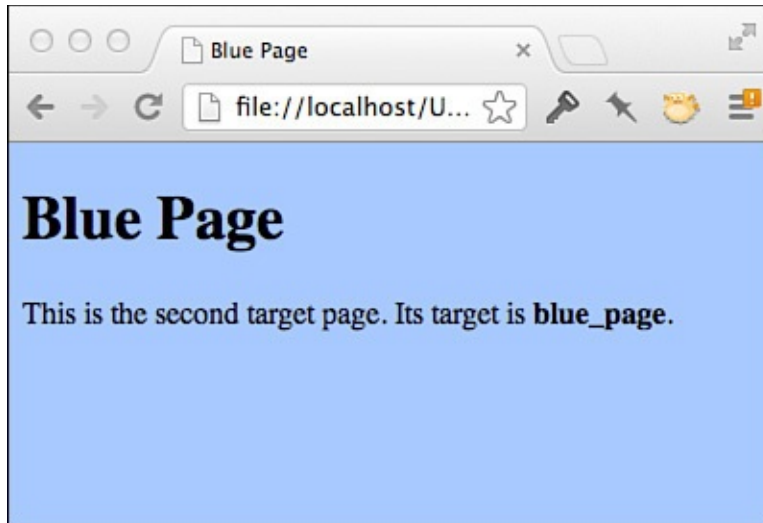 Blue Page
file://localhost/U...
Blue Page
This is the second target page. Its target is blue_page.